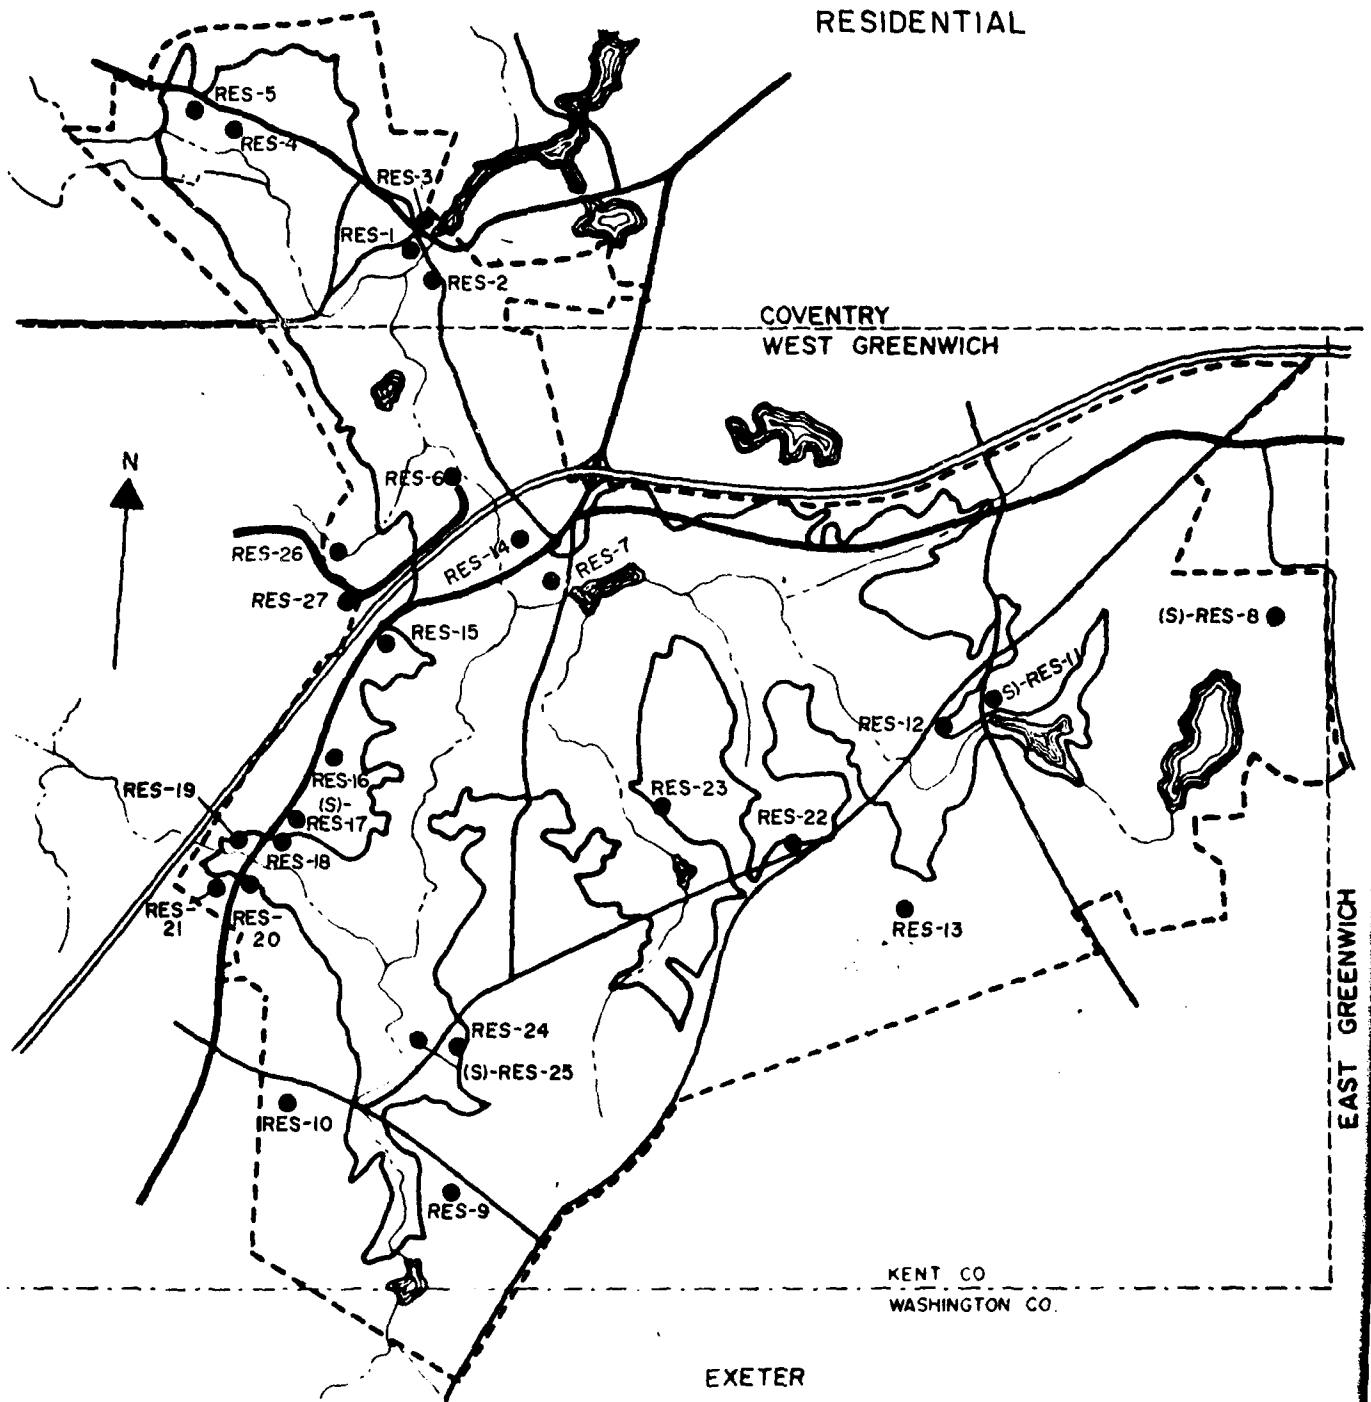 RESIDENTIAL
RES-5
RES-4
RES-3
RES-1
RES-2
COVENTRY
WEST GREENWICH
N
RES-6
RES-14
RES-26
RES-7
RES-27
(S)-RES-8
RES-15
S)-RES-11
RES-12
RES-16
RES-19
(S)-
RES-17
RES-23
RES-22
RES-18
RES-
21
RES-
20
RES-13
EAST GREENWICH
RES-24
(S)-RES-25
RES-10
RES-9
KENT CO
WASHINGTON CO.
EXETER